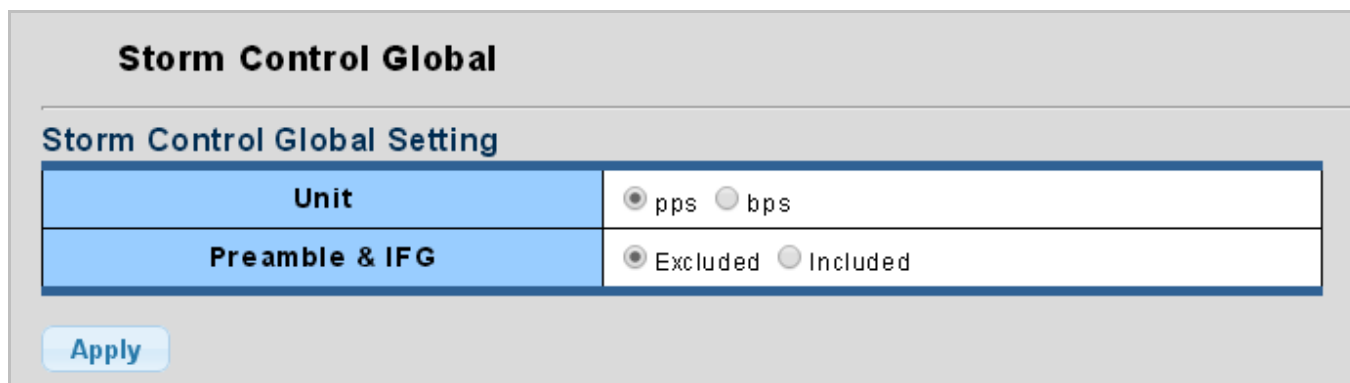 Storm Control Global
Storm Control Global Setting
Unit pps bps
Preamble & IFG Excluded Included
Apply